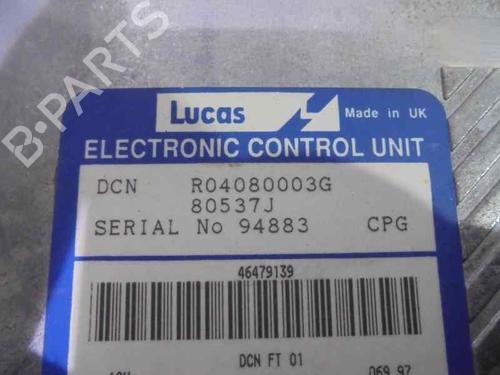 B-PARTS
Lucas Made in UK
ELECTRONIC CONTROL UNIT
DCN R04080003G
80537J
SERIAL No 94883 CPG
46479139
DCN FT 01
069 97